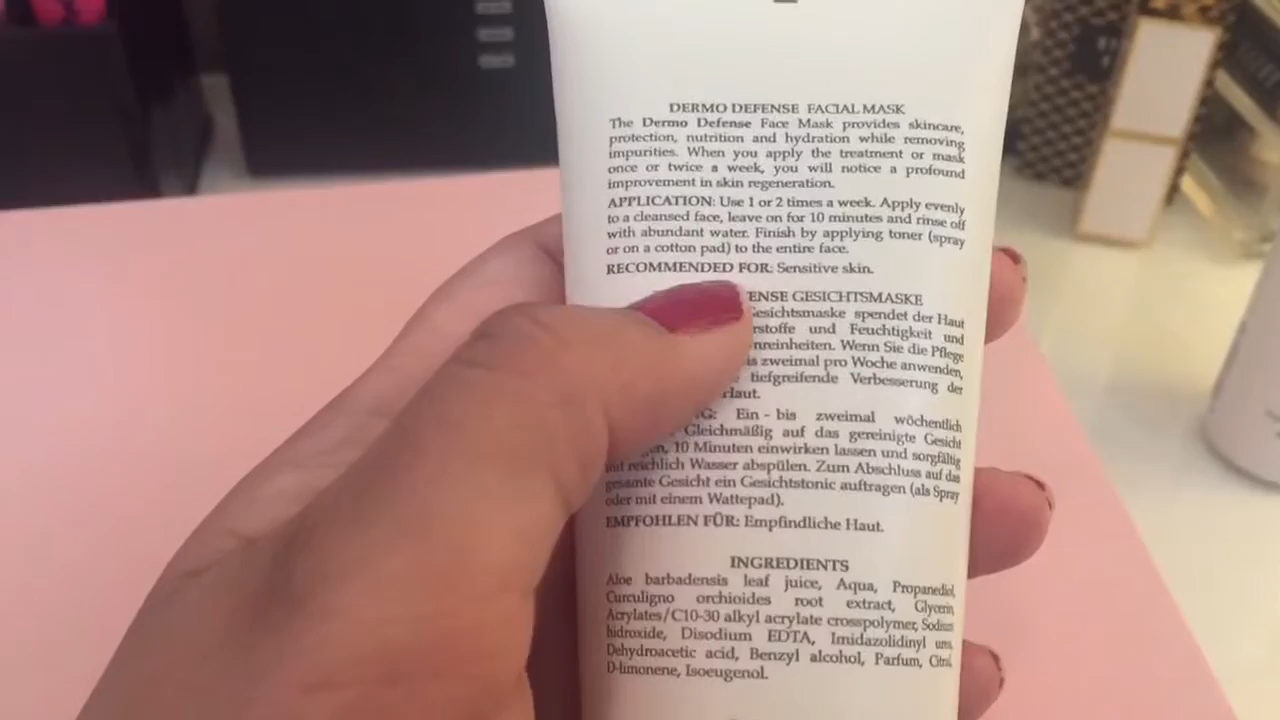 DERMO DEFENSE FACIAL MASK
The Dermo Defense Face Mask provides skincare,
protection, nutrition and hydration while removing
impurities. When you apply the treatment or mask
once or twice a week, you will notice a profound
improvement in skin regeneration.
APPLICATION: Use 1 or 2 times a week. Apply evenly
to a cleansed face, leave on for 10 minutes and rinse off
with abundant water. Finish by applying toner (spray
or on a cotton pad) to the entire face.
RECOMMENDED FOR: Sensitive skin.
ENSE GESICHTSMASKE
Gesichtsmaske spendet der Haut
rstoffe und Feuchtigkeit und
nreinheiten. Wenn Sie die Pflege
is zweimal pro Woche anwenden,
tiefgreifende Verbesserung der
Haut.
G: Ein - bis zweimal wöchentlich
Gleichmäßig auf das gereinigte Gesicht
en, 10 Minuten einwirken lassen und sorgfältig
mit reichlich Wasser abspülen. Zum Abschluss auf das
gesamte Gesicht ein Gesichtstonic auftragen (als Spray
oder mit einem Wattepad).
EMPFOHLEN FÜR: Empfindliche Haut.
INGREDIENTS
Aloe barbadensis leaf juice, Aqua, Propanediol,
Curculigno orchioides root extract, Glycerin,
Acrylates/C10-30 alkyl acrylate crosspolymer, Sodium
hidroxide, Disodium EDTA, Imidazolidinyl urea,
Dehydroacetic acid, Benzyl alcohol, Parfum, Citral,
D-limonene, Isoeugenol.